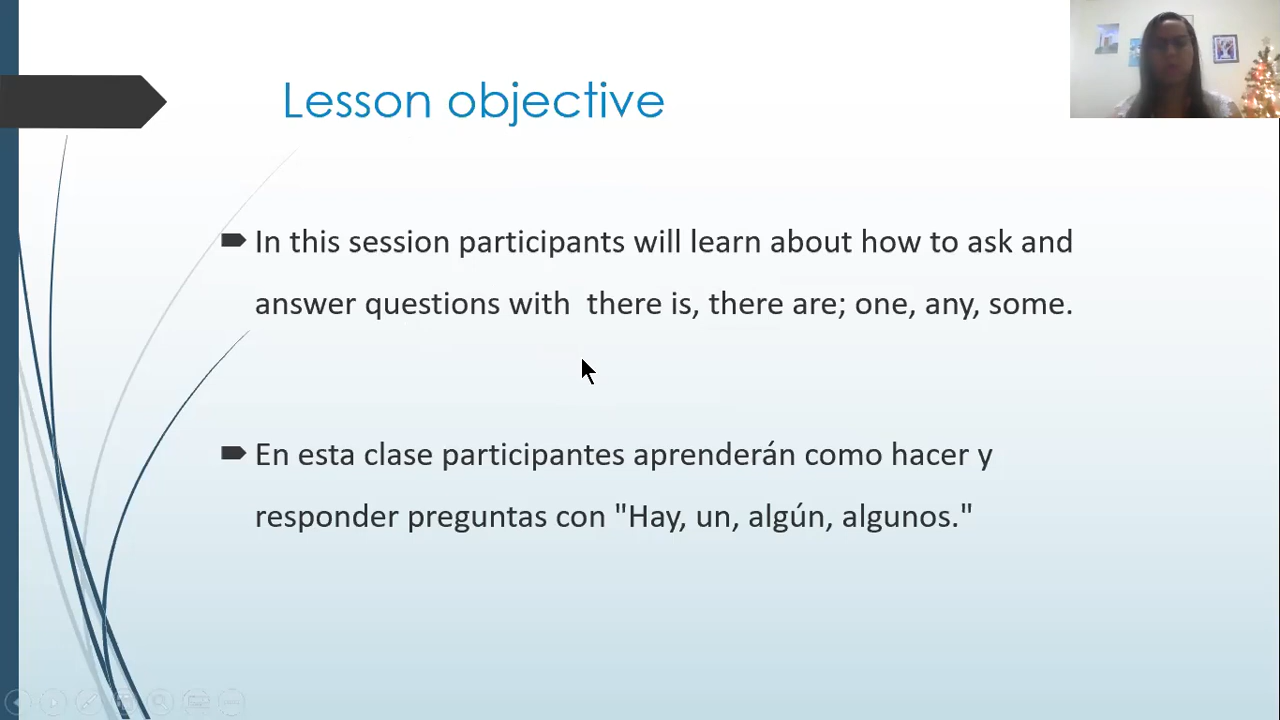 Lesson objective
In this session participants will learn about how to ask and
answer questions with  there is, there are; one, any, some.
En esta clase participantes aprenderán como hacer y
responder preguntas con "Hay, un, algún, algunos."